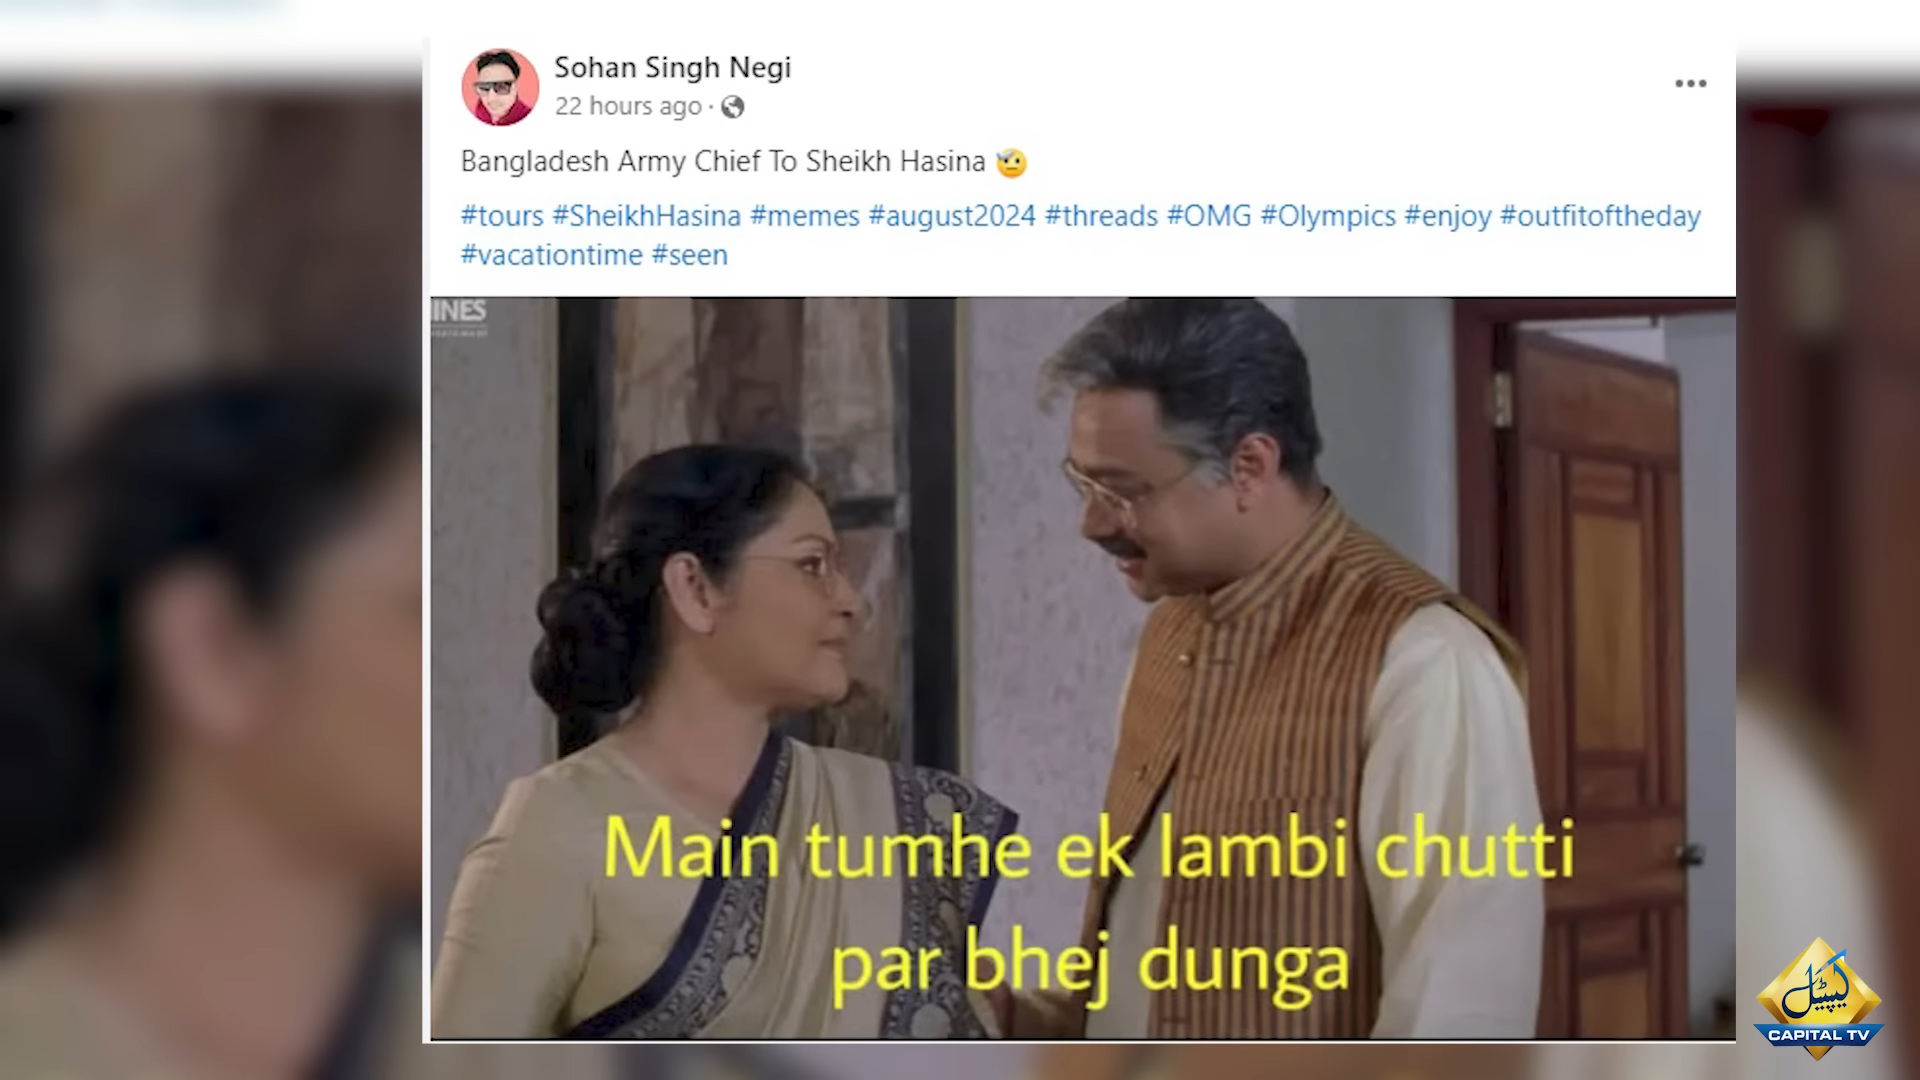 Sohan Singh Negi
22 hours ago ·
Bangladesh Army Chief To Sheikh Hasina 🤕
#tours #SheikhHasina #memes #august2024 #threads #OMG #Olympics #enjoy #outfitoftheday
#vacationtime #seen
INES
Main tumhe ek lambi chutti
par bhej dunga
کیپیٹل
CAPITAL TV